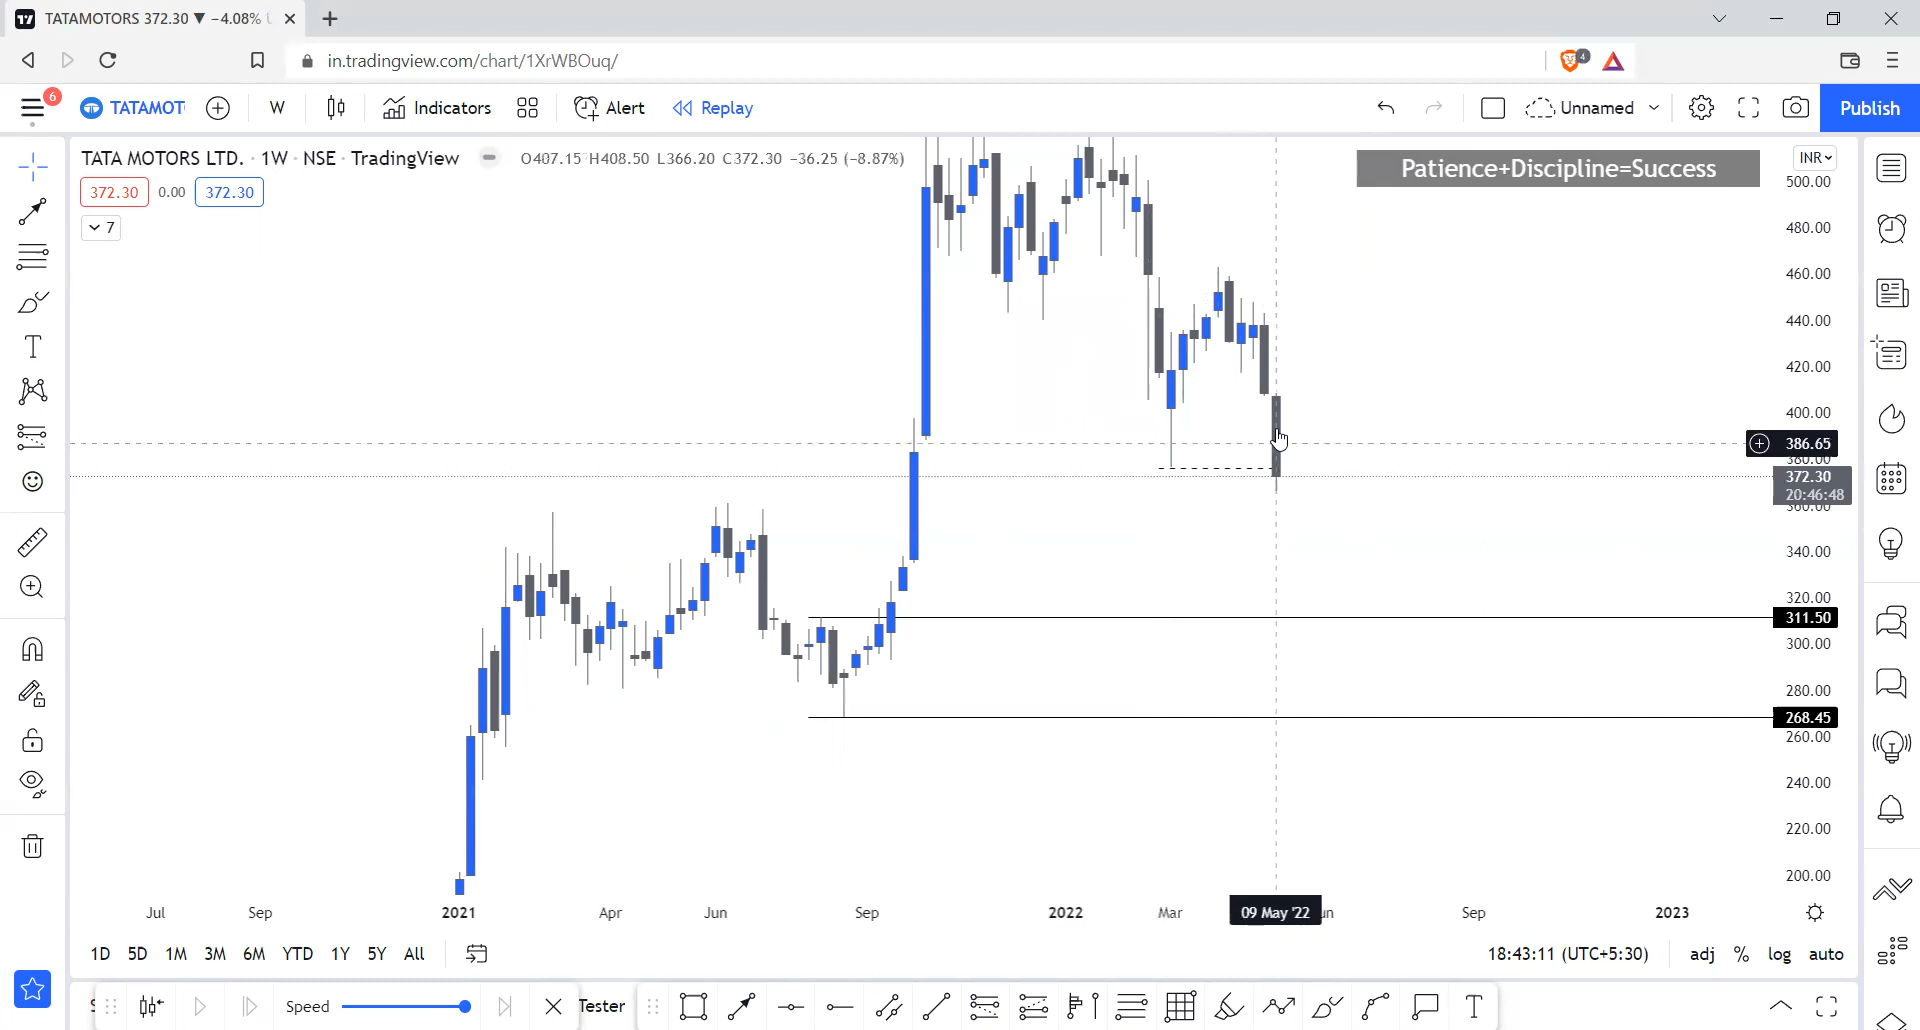 TATAMOTORS 372.30 ▼ −4.08%
in.tradingview.com/chart/1XrWBOuq/
4
6
TATAMOT
W
Indicators
Alert
Replay
Unnamed
Publish
TATA MOTORS LTD. · 1W · NSE · TradingView
O407.15 H408.50 L366.20 C372.30 −36.25 (−8.87%)
Patience+Discipline=Success
INR
372.30 0.00 372.30
7
500.00
480.00
460.00
440.00
420.00
400.00
386.65
380.00
372.30
20:46:48
360.00
340.00
320.00
311.50
300.00
280.00
268.45
260.00
240.00
220.00
200.00
Jul Sep 2021 Apr Jun Sep 2022 Mar 09 May '22 Sep 2023
1D 5D 1M 3M 6M YTD 1Y 5Y All
18:43:11 (UTC+5:30) adj % log auto
Speed
Tester